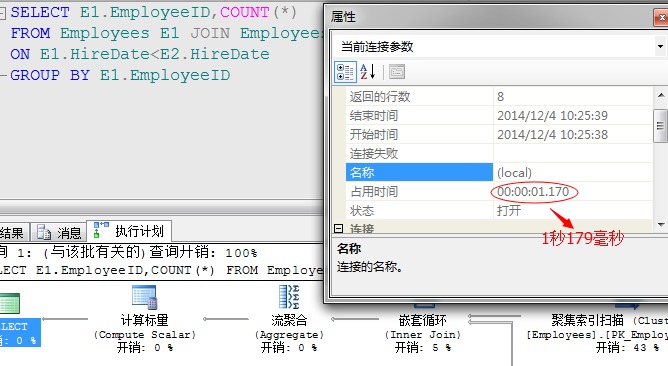 SELECT E1.EmployeeID,COUNT(*)
FROM Employees E1 JOIN Employees
ON E1.HireDate<E2.HireDate
GROUP BY E1.EmployeeID
属性
当前连接参数
返回的行数 8
结束时间 2014/12/4 10:25:39
开始时间 2014/12/4 10:25:38
连接失败
名称 (local)
占用时间 00:00:01.170
状态 打开
连接
1秒179毫秒
名称
连接的名称。
结果 消息 执行计划
询 1: (与该批有关的)查询开销: 100%
SELECT E1.EmployeeID,COUNT(*) FROM Employe
SELECT
开销: 0 %
计算标量
(Compute Scalar)
开销: 0 %
流聚合
(Aggregate)
开销: 0 %
嵌套循环
(Inner Join)
开销: 5 %
聚集索引扫描 (Clust
[Employees].[PK_Employ
开销: 43 %